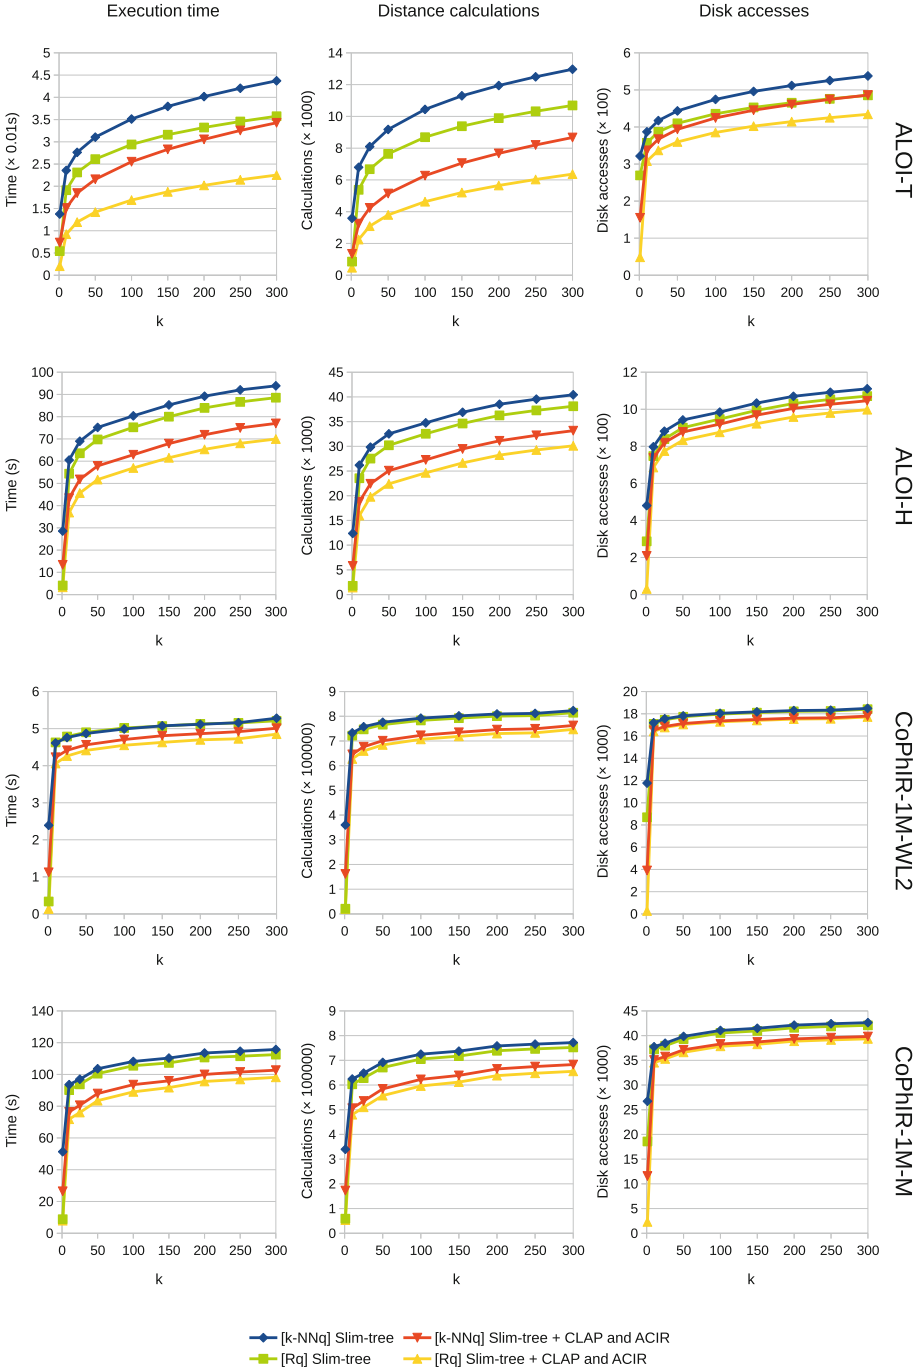 Execution time
Distance calculations
Disk accesses
Time (× 0.01s)
5
4.5
4
3.5
3
2.5
2
1.5
1
0.5
0
0 50 100 150 200 250 300
k
Calculations (× 1000)
14
12
10
8
6
4
2
0
0 50 100 150 200 250 300
k
Disk accesses (× 100)
6
5
4
3
2
1
0
0 50 100 150 200 250 300
k
ALOI-T
Time (s)
100
90
80
70
60
50
40
30
20
10
0
0 50 100 150 200 250 300
k
Calculations (× 1000)
45
40
35
30
25
20
15
10
5
0
0 50 100 150 200 250 300
k
Disk accesses (× 100)
12
10
8
6
4
2
0
0 50 100 150 200 250 300
k
ALOI-H
Time (s)
6
5
4
3
2
1
0
0 50 100 150 200 250 300
k
Calculations (× 100000)
9
8
7
6
5
4
3
2
1
0
0 50 100 150 200 250 300
k
Disk accesses (× 1000)
20
18
16
14
12
10
8
6
4
2
0
0 50 100 150 200 250 300
k
CoPhIR-1M-WL2
Time (s)
140
120
100
80
60
40
20
0
0 50 100 150 200 250 300
k
Calculations (× 100000)
9
8
7
6
5
4
3
2
1
0
0 50 100 150 200 250 300
k
Disk accesses (× 1000)
45
40
35
30
25
20
15
10
5
0
0 50 100 150 200 250 300
k
CoPhIR-1M-M
[k-NNq] Slim-tree [k-NNq] Slim-tree + CLAP and ACIR
[Rq] Slim-tree [Rq] Slim-tree + CLAP and ACIR